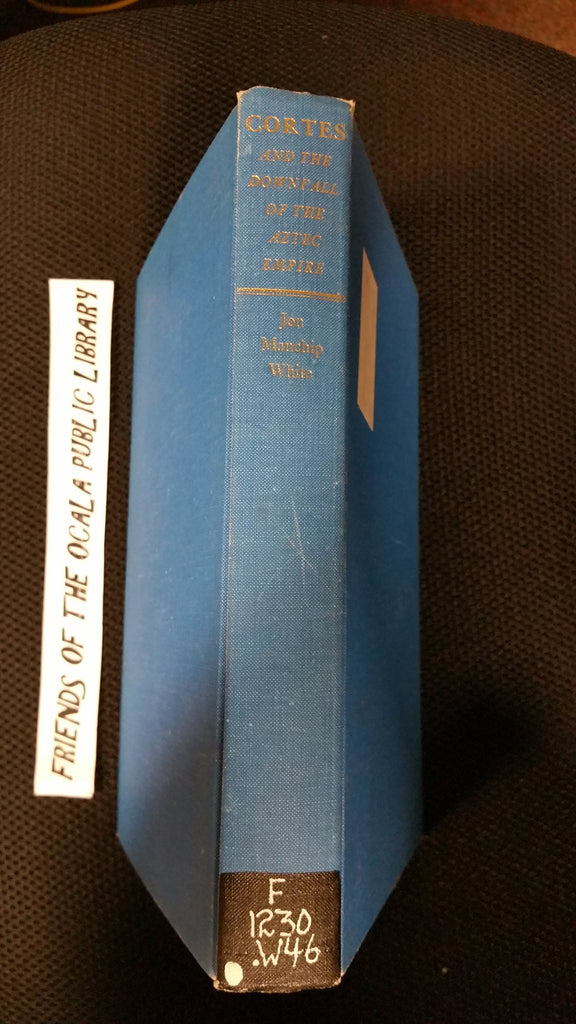 CORTES
AND THE
DOWNFALL
OF THE
AZTEC
EMPIRE
Jon
Manchip
White
FRIENDS OF THE OCALA PUBLIC LIBRARY
F
1230
.W46